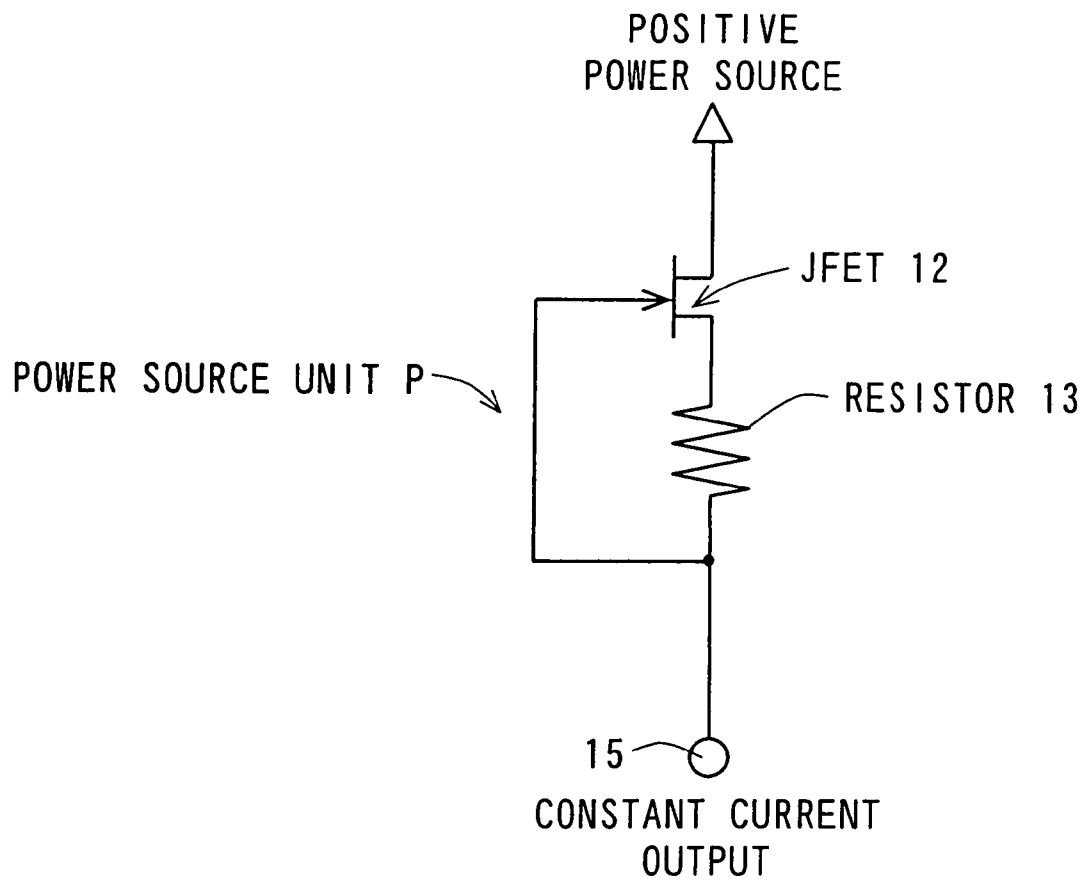 POSITIVE
POWER SOURCE
JFET 12
POWER SOURCE UNIT P
RESISTOR 13
15
CONSTANT CURRENT
OUTPUT